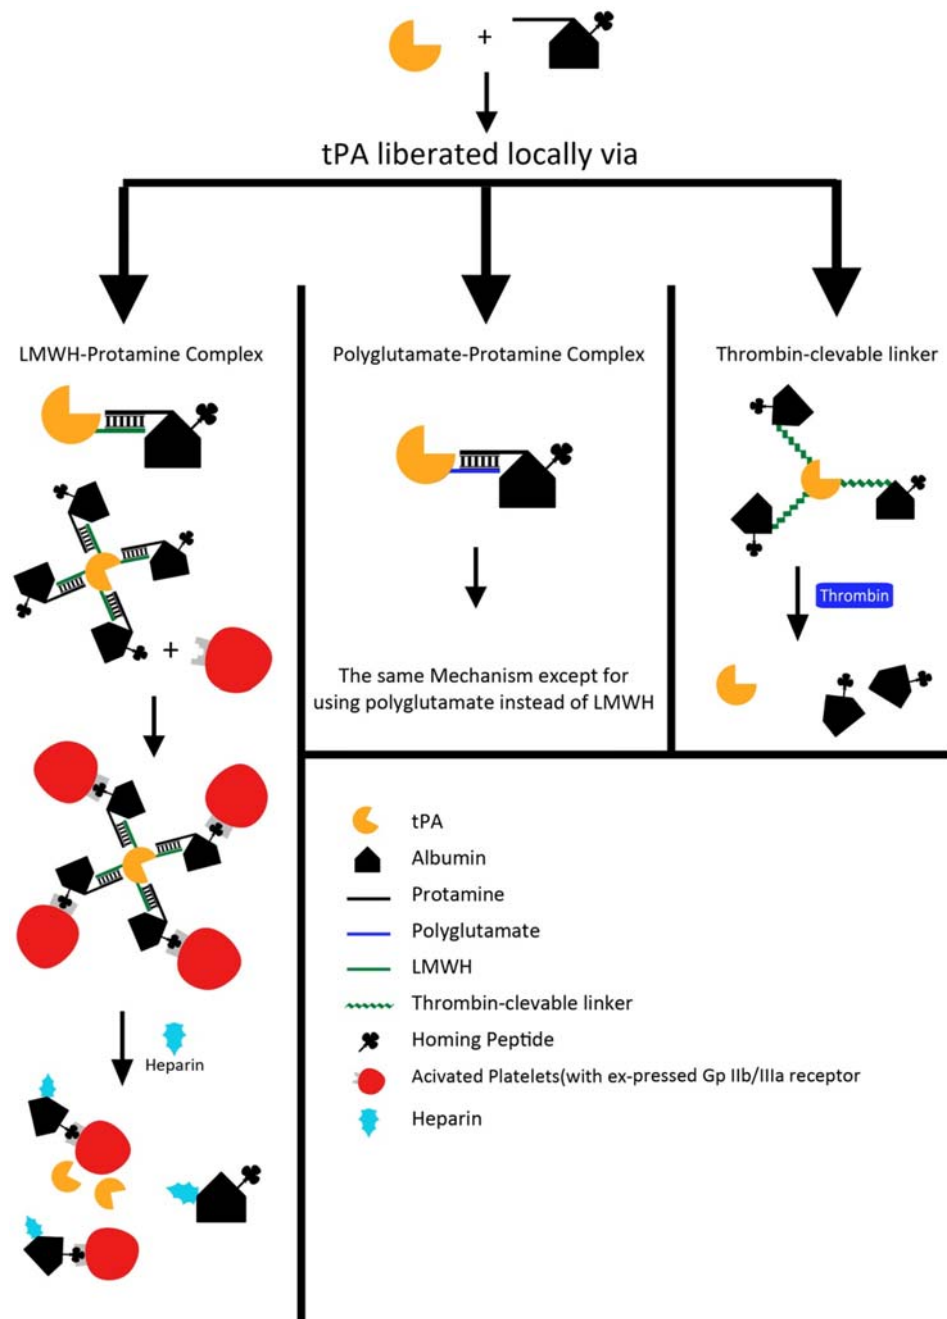 +
tPA liberated locally via
LMWH-Protamine Complex
+
Heparin
Polyglutamate-Protamine Complex
The same Mechanism except for
using polyglutamate instead of LMWH
Thrombin-clevable linker
Thrombin
tPA
Albumin
Protamine
Polyglutamate
LMWH
Thrombin-clevable linker
Homing Peptide
Acivated Platelets(with ex-pressed Gp IIb/IIIa receptor
Heparin